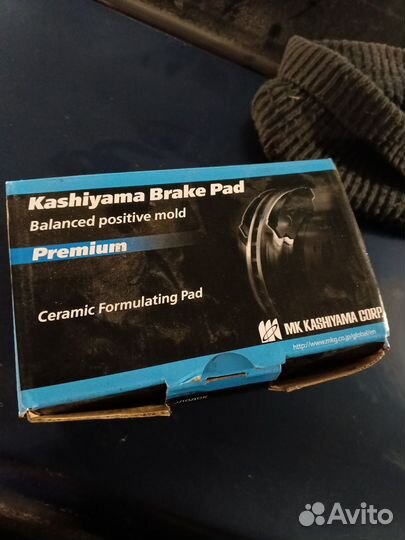 Kashiyama Brake Pad
Balanced positive mold
Premium
Ceramic Formulating Pad
MK KASHIYAMA CORP.
http://www.mkg.co.jp/global/en
Avito